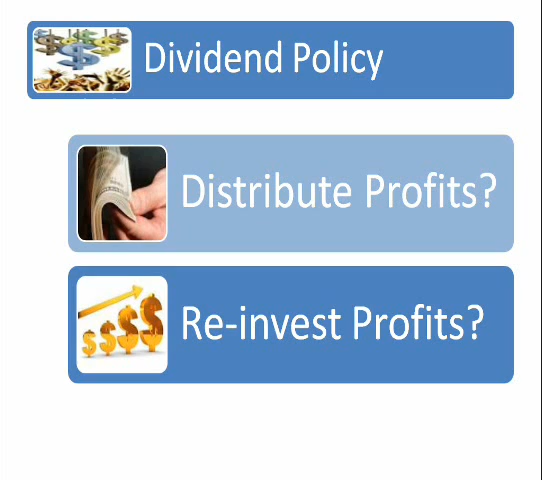 Dividend Policy
Distribute Profits?
Re-invest Profits?